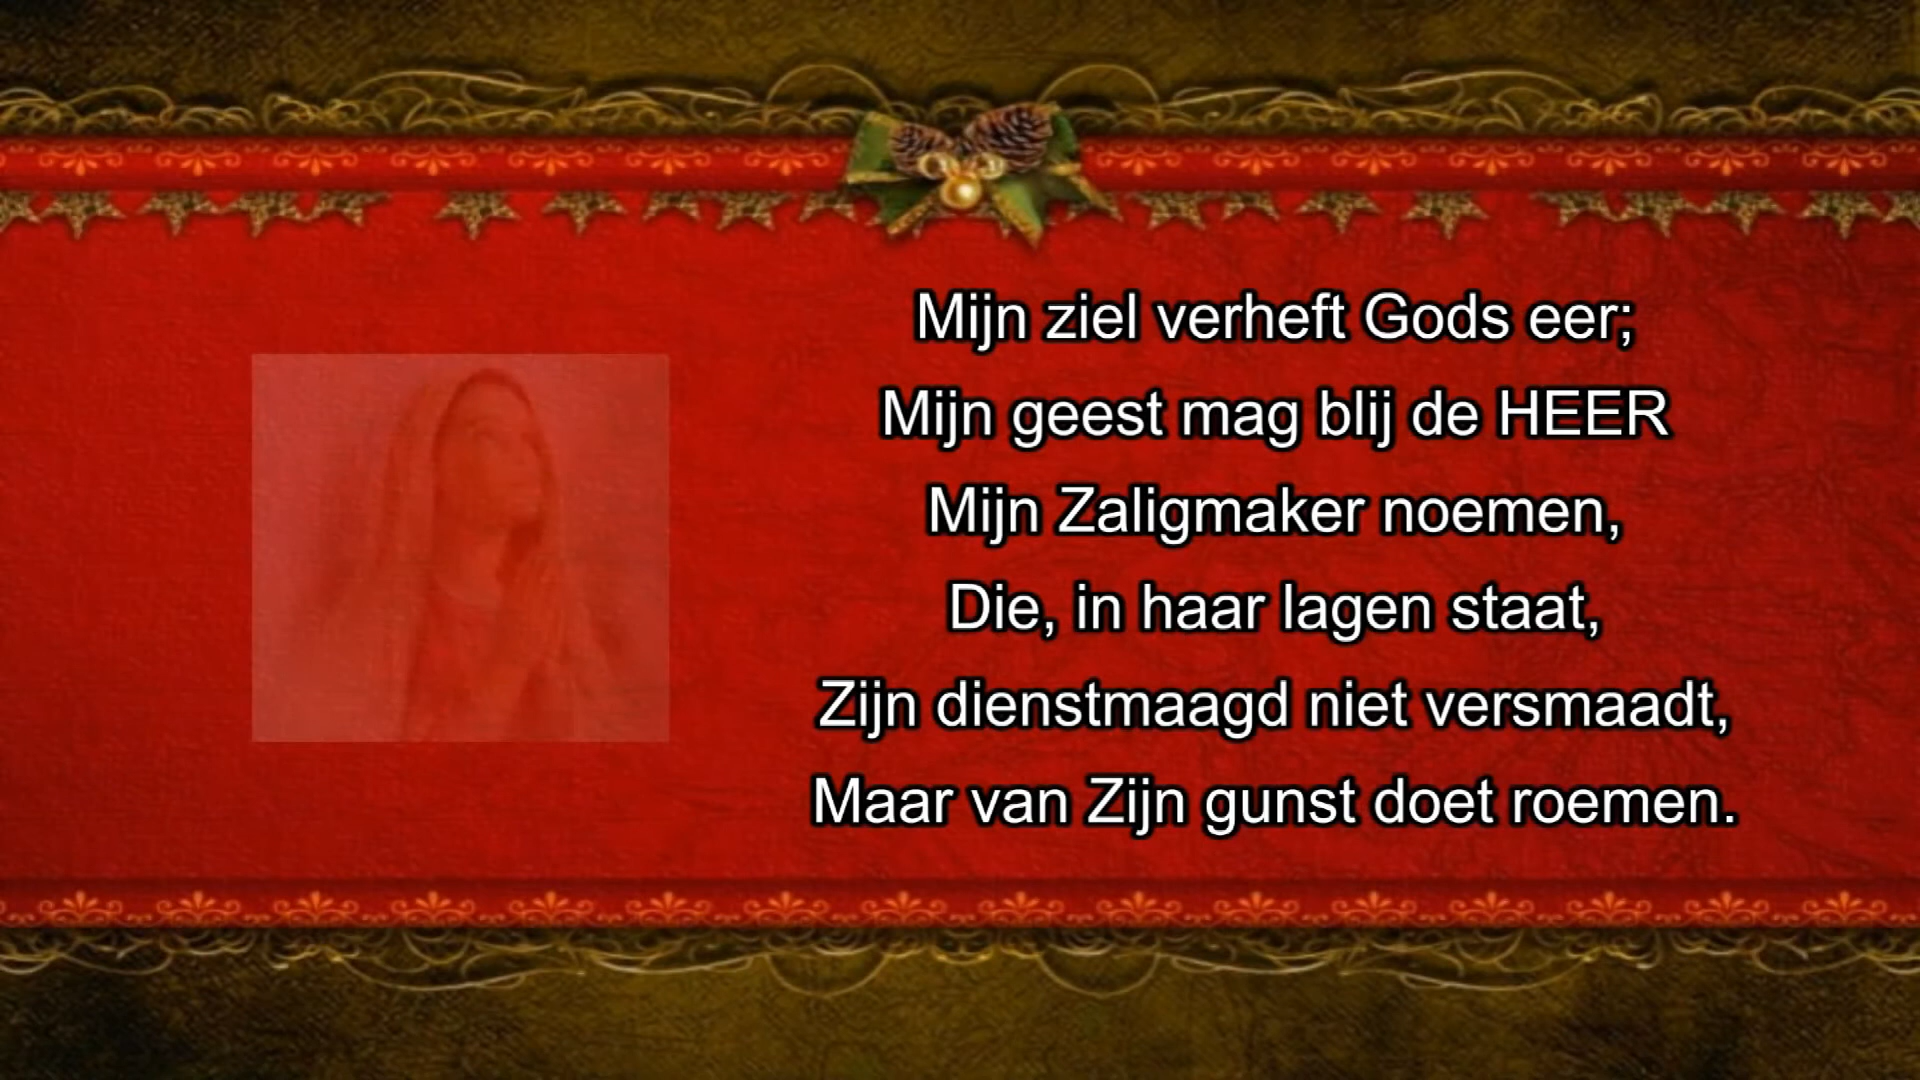 Mijn ziel verheft Gods eer;
Mijn geest mag blij de HEER
Mijn Zaligmaker noemen,
Die, in haar lagen staat,
Zijn dienstmaagd niet versmaadt,
Maar van Zijn gunst doet roemen.